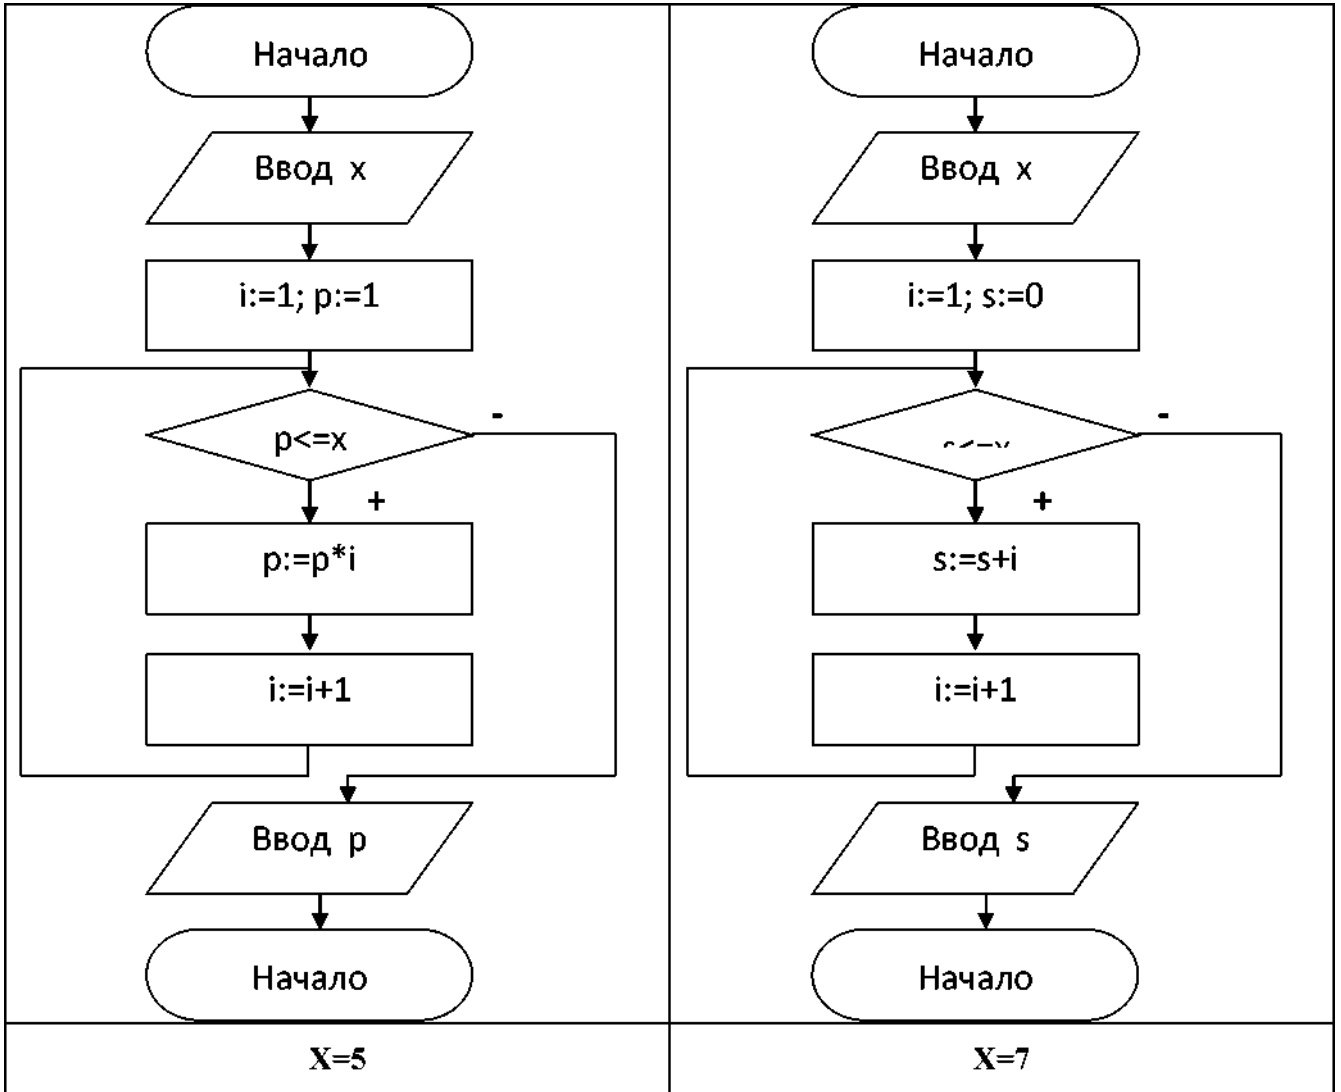 Начало
Ввод x
i:=1; p:=1
p<=x
-
+
p:=p*i
i:=i+1
Ввод p
Начало
X=5
Начало
Ввод x
i:=1; s:=0
-
+
s:=s+i
i:=i+1
Ввод s
Начало
X=7